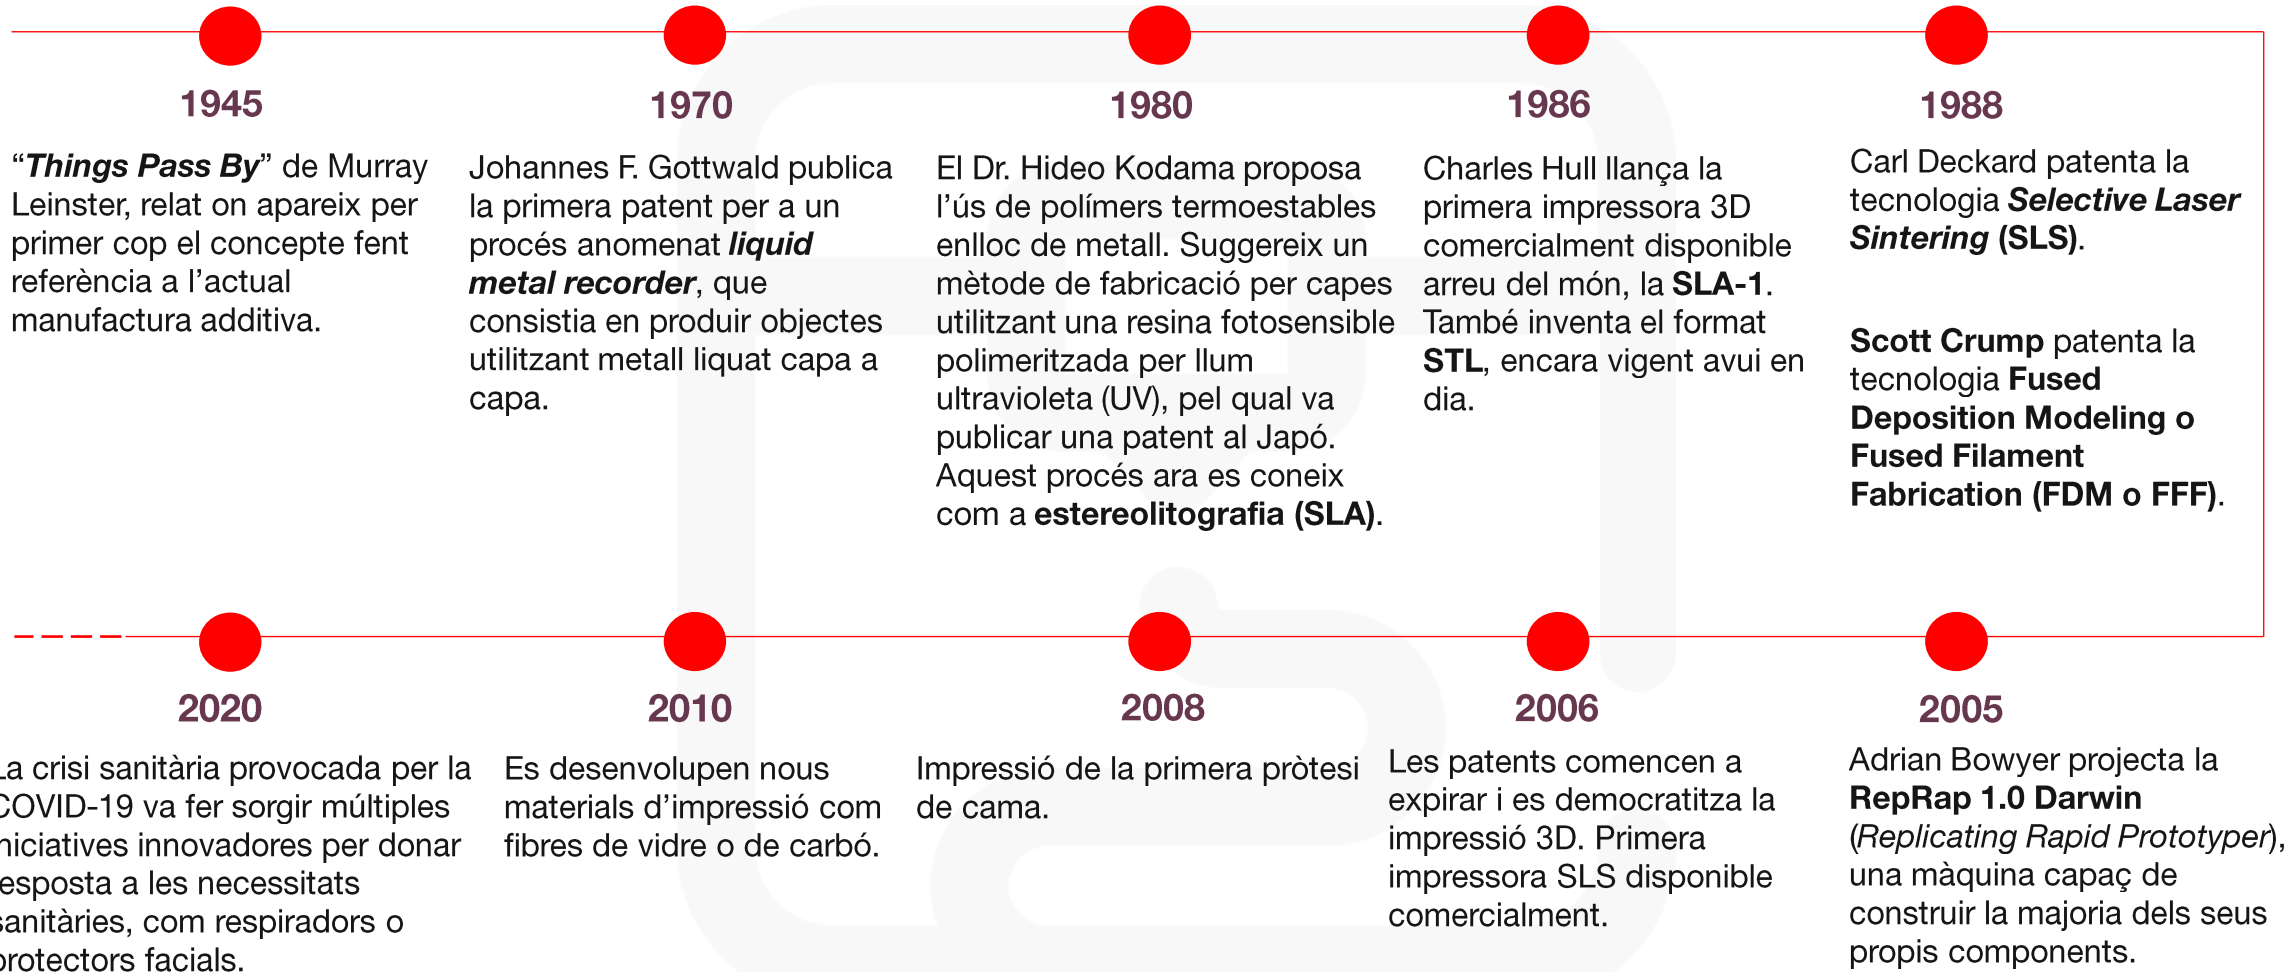 1945
“Things Pass By” de Murray
Leinster, relat on apareix per
primer cop el concepte fent
referència a l’actual
manufactura additiva.
1970
Johannes F. Gottwald publica
la primera patent per a un
procés anomenat liquid
metal recorder, que
consistia en produir objectes
utilitzant metall liquat capa a
capa.
1980
El Dr. Hideo Kodama proposa
l’ús de polímers termoestables
enlloc de metall. Suggereix un
mètode de fabricació per capes
utilitzant una resina fotosensible
polimeritzada per llum
ultravioleta (UV), pel qual va
publicar una patent al Japó.
Aquest procés ara es coneix
com a estereolitografia (SLA).
1986
Charles Hull llança la
primera impressora 3D
comercialment disponible
arreu del món, la SLA-1.
També inventa el format
STL, encara vigent avui en
dia.
1988
Carl Deckard patenta la
tecnologia Selective Laser
Sintering (SLS).
Scott Crump patenta la
tecnologia Fused
Deposition Modeling o
Fused Filament
Fabrication (FDM o FFF).
2020
La crisi sanitària provocada per la
COVID-19 va fer sorgir múltiples
iniciatives innovadores per donar
resposta a les necessitats
sanitàries, com respiradors o
protectors facials.
2010
Es desenvolupen nous
materials d’impressió com
fibres de vidre o de carbó.
2008
Impressió de la primera pròtesi
de cama.
2006
Les patents comencen a
expirar i es democratitza la
impressió 3D. Primera
impressora SLS disponible
comercialment.
2005
Adrian Bowyer projecta la
RepRap 1.0 Darwin
(Replicating Rapid Prototyper),
una màquina capaç de
construir la majoria dels seus
propis components.